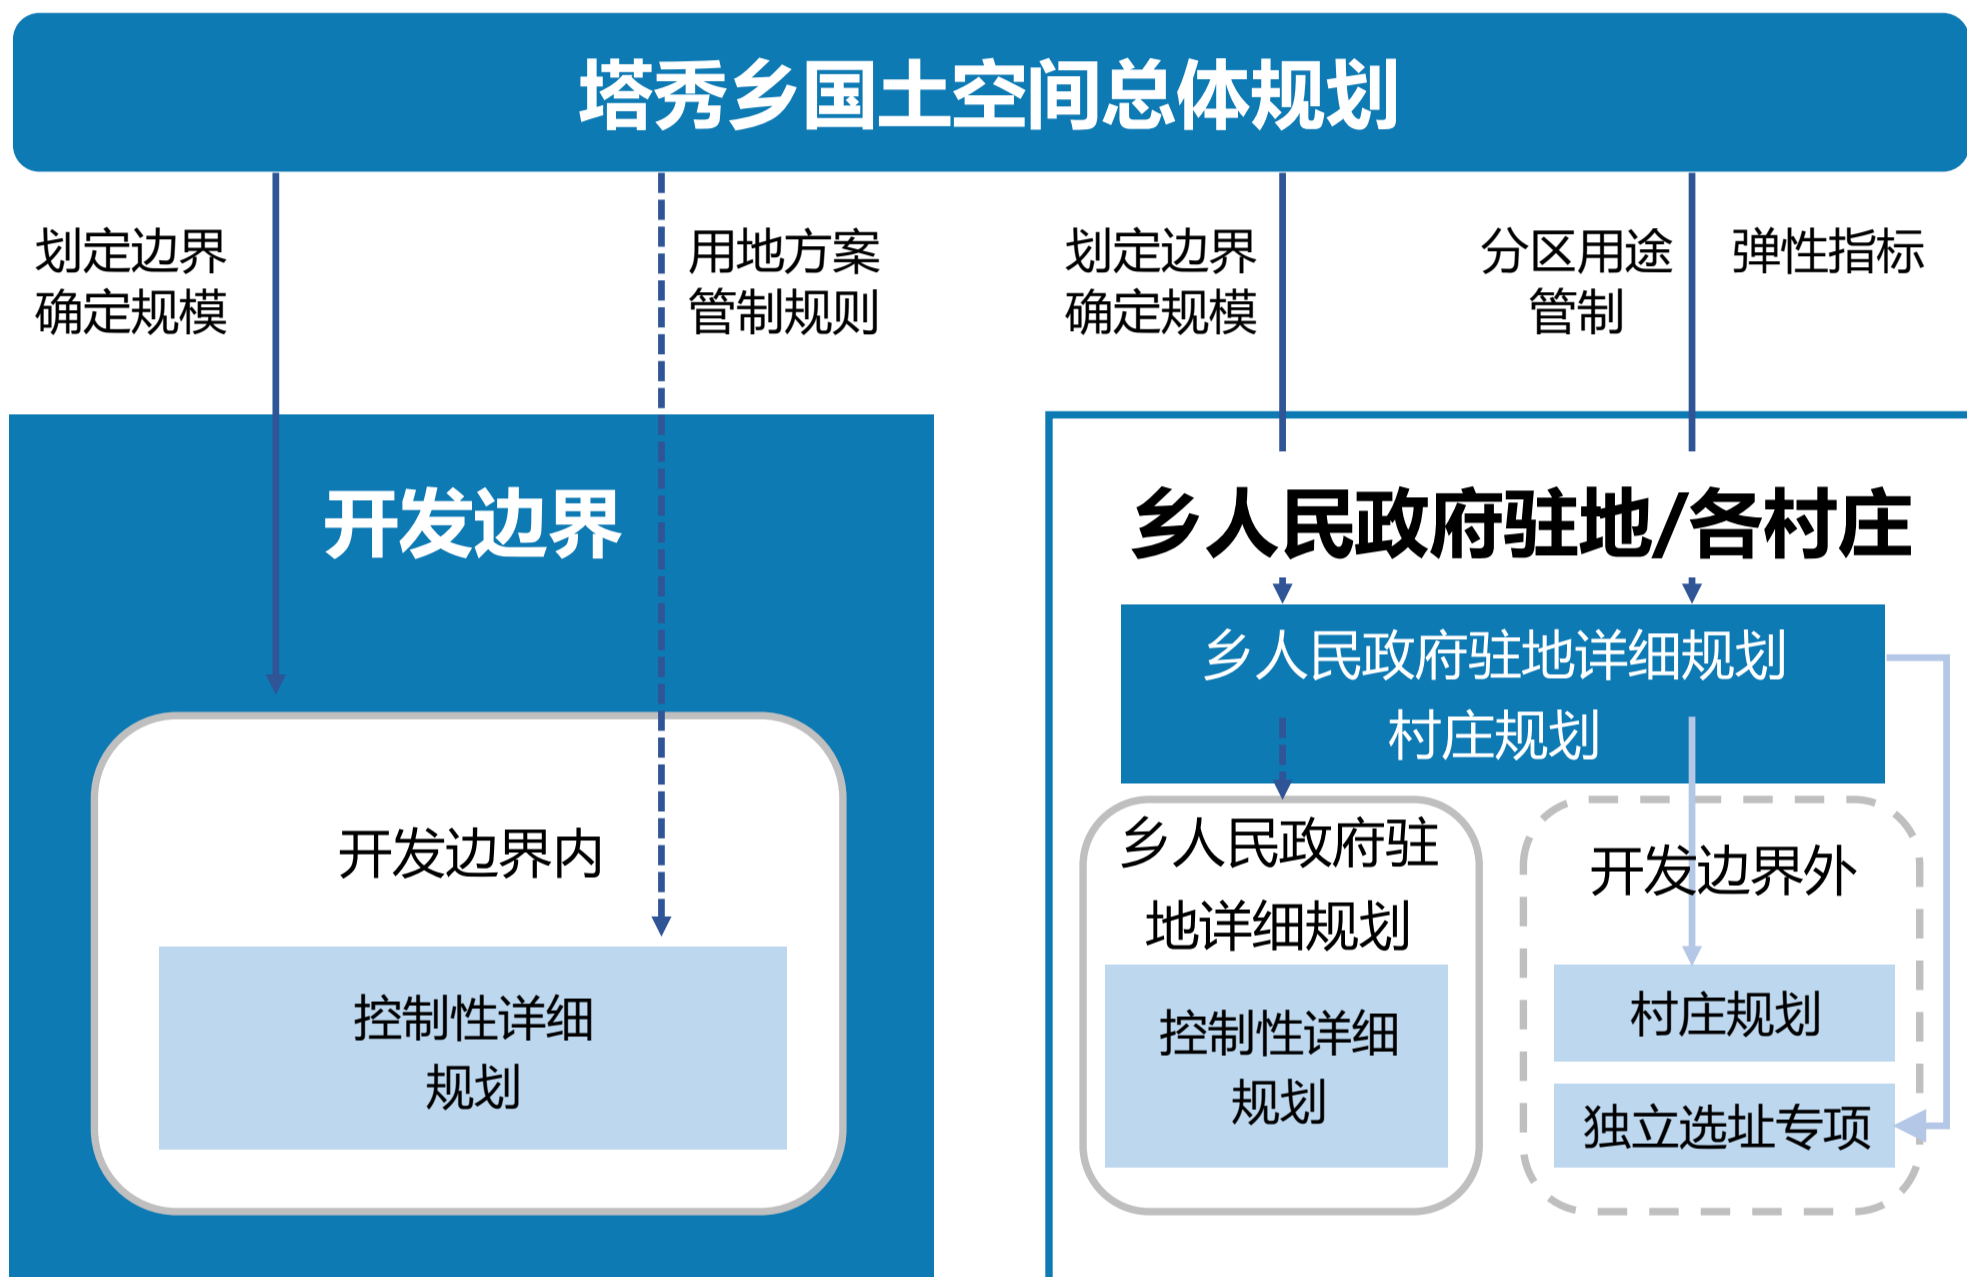 塔秀乡国土空间总体规划
划定边界
确定规模
用地方案
管制规则
划定边界
确定规模
分区用途
管制
弹性指标
开发边界
开发边界内
控制性详细
规划
乡人民政府驻地/各村庄
乡人民政府驻地详细规划
村庄规划
乡人民政府驻
地详细规划
控制性详细
规划
开发边界外
村庄规划
独立选址专项